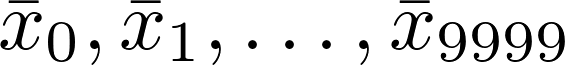 x̄₀, x̄₁, . . . , x̄₉₉₉₉